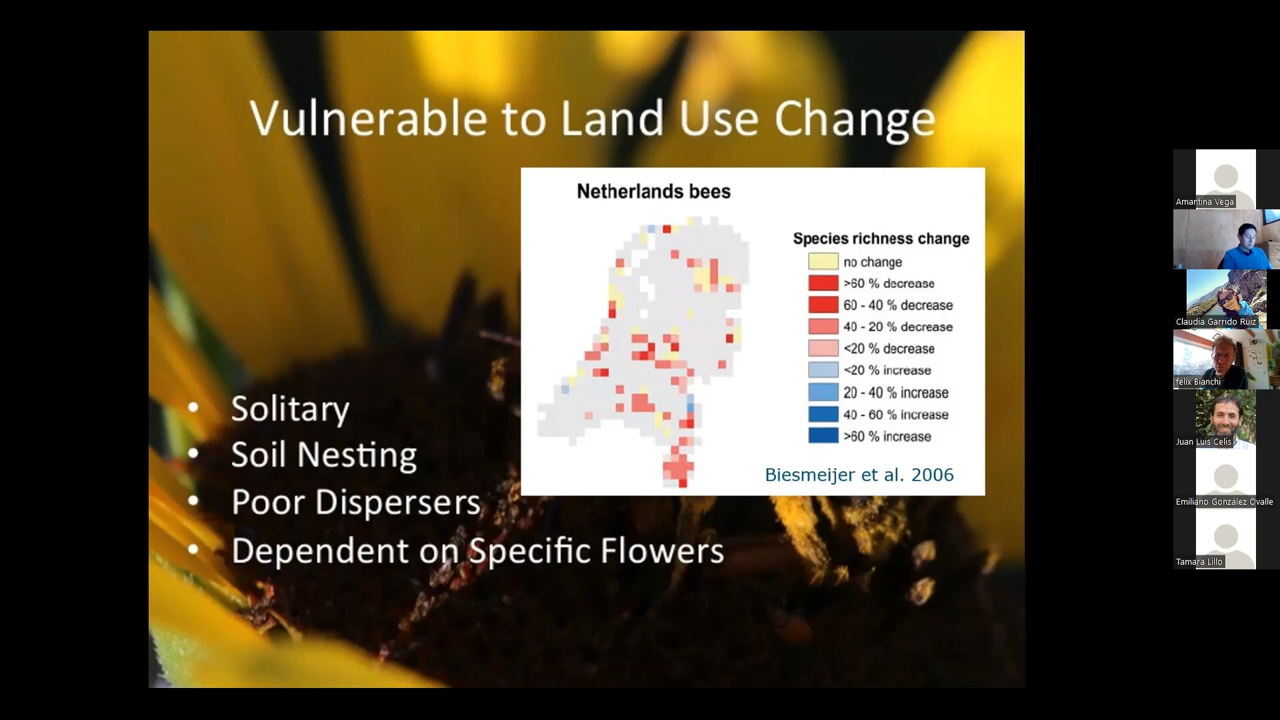 Vulnerable to Land Use Change
Netherlands bees
Species richness change
no change
>60 % decrease
60 - 40 % decrease
40 - 20 % decrease
<20 % decrease
<20 % increase
20 - 40 % increase
40 - 60 % increase
>60 % increase
Biesmeijer et al. 2006
• Solitary
• Soil Nesting
• Poor Dispersers
• Dependent on Specific Flowers
Amantina Vega
Claudia Garrido Ruiz
felix Bianchi
Juan Luis Celis
Emiliano González Ovalle
Tamara Lillo